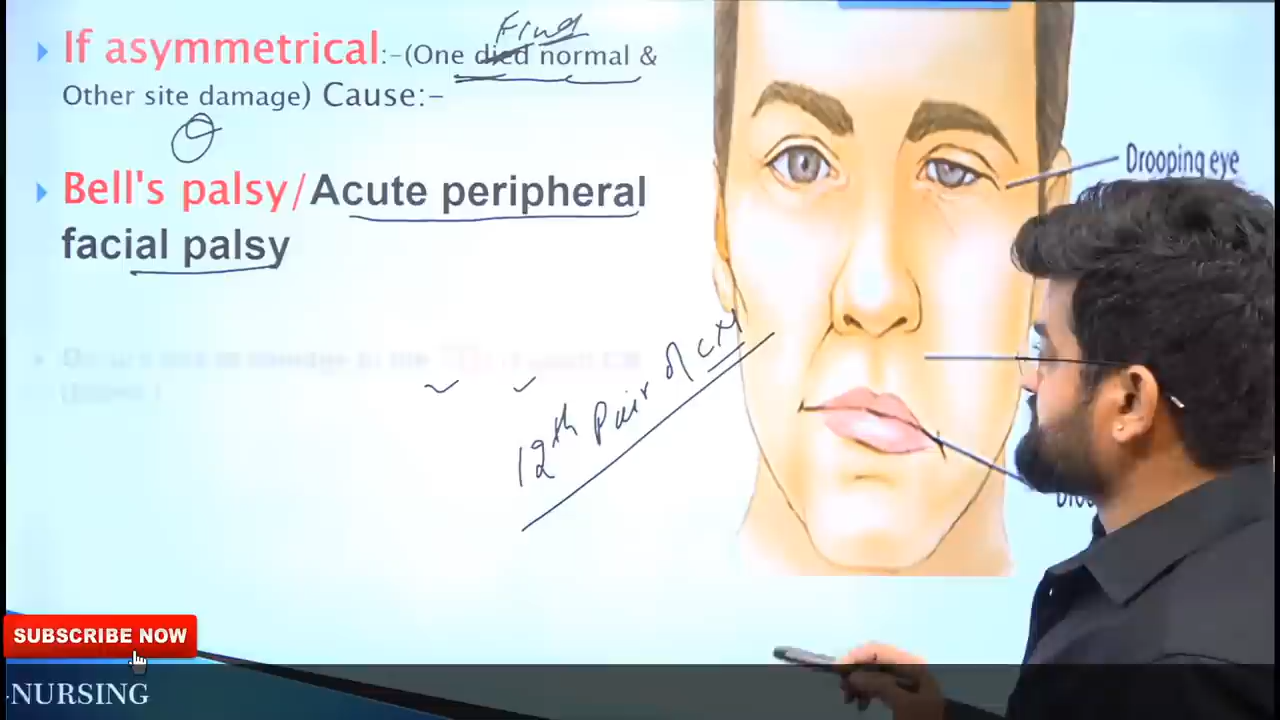 Find
If asymmetrical:-(One died normal &
Other site damage) Cause:-
Bell's palsy/Acute peripheral
facial palsy
Drooping eye
12th Pair of CN
SUBSCRIBE NOW
-NURSING